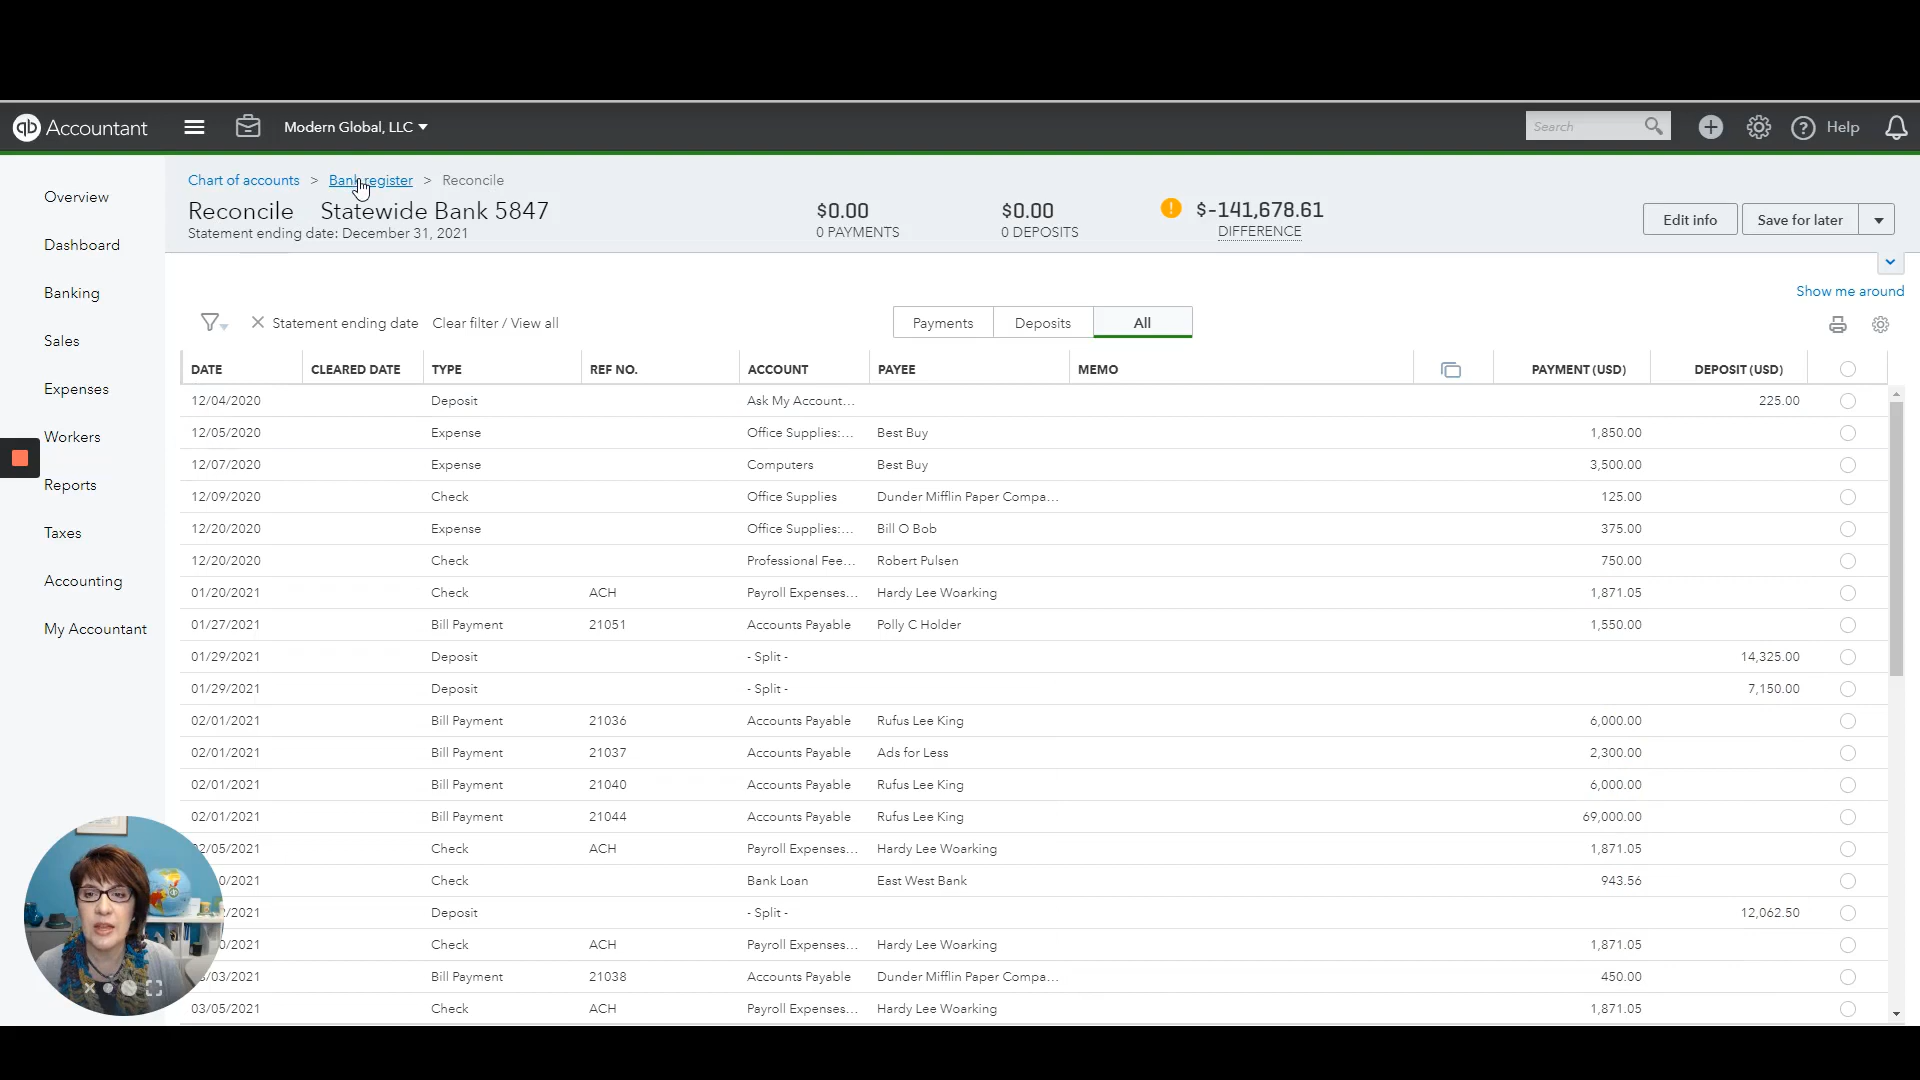 qb Accountant
Modern Global, LLC
Search
Help
Overview
Dashboard
Banking
Sales
Expenses
Workers
Reports
Taxes
Accounting
My Accountant
Chart of accounts > Bank register > Reconcile
Reconcile Statewide Bank 5847
Statement ending date: December 31, 2021
$0.00
0 PAYMENTS
$0.00
0 DEPOSITS
! $-141,678.61
DIFFERENCE
Edit info
Save for later
Show me around
Statement ending date Clear filter / View all
Payments Deposits All
DATE CLEARED DATE TYPE REF NO. ACCOUNT PAYEE MEMO PAYMENT (USD) DEPOSIT (USD)
12/04/2020 Deposit Ask My Account... 225.00
12/05/2020 Expense Office Supplies:... Best Buy 1,850.00
12/07/2020 Expense Computers Best Buy 3,500.00
12/09/2020 Check Office Supplies Dunder Mifflin Paper Compa... 125.00
12/20/2020 Expense Office Supplies:... Bill O Bob 375.00
12/20/2020 Check Professional Fee... Robert Pulsen 750.00
01/20/2021 Check ACH Payroll Expenses... Hardy Lee Woarking 1,871.05
01/27/2021 Bill Payment 21051 Accounts Payable Polly C Holder 1,550.00
01/29/2021 Deposit - Split - 14,325.00
01/29/2021 Deposit - Split - 7,150.00
02/01/2021 Bill Payment 21036 Accounts Payable Rufus Lee King 6,000.00
02/01/2021 Bill Payment 21037 Accounts Payable Ads for Less 2,300.00
02/01/2021 Bill Payment 21040 Accounts Payable Rufus Lee King 6,000.00
02/01/2021 Bill Payment 21044 Accounts Payable Rufus Lee King 69,000.00
2/05/2021 Check ACH Payroll Expenses... Hardy Lee Woarking 1,871.05
0/2021 Check Bank Loan East West Bank 943.56
/2021 Deposit - Split - 12,062.50
0/2021 Check ACH Payroll Expenses... Hardy Lee Woarking 1,871.05
/03/2021 Bill Payment 21038 Accounts Payable Dunder Mifflin Paper Compa... 450.00
03/05/2021 Check ACH Payroll Expenses... Hardy Lee Woarking 1,871.05